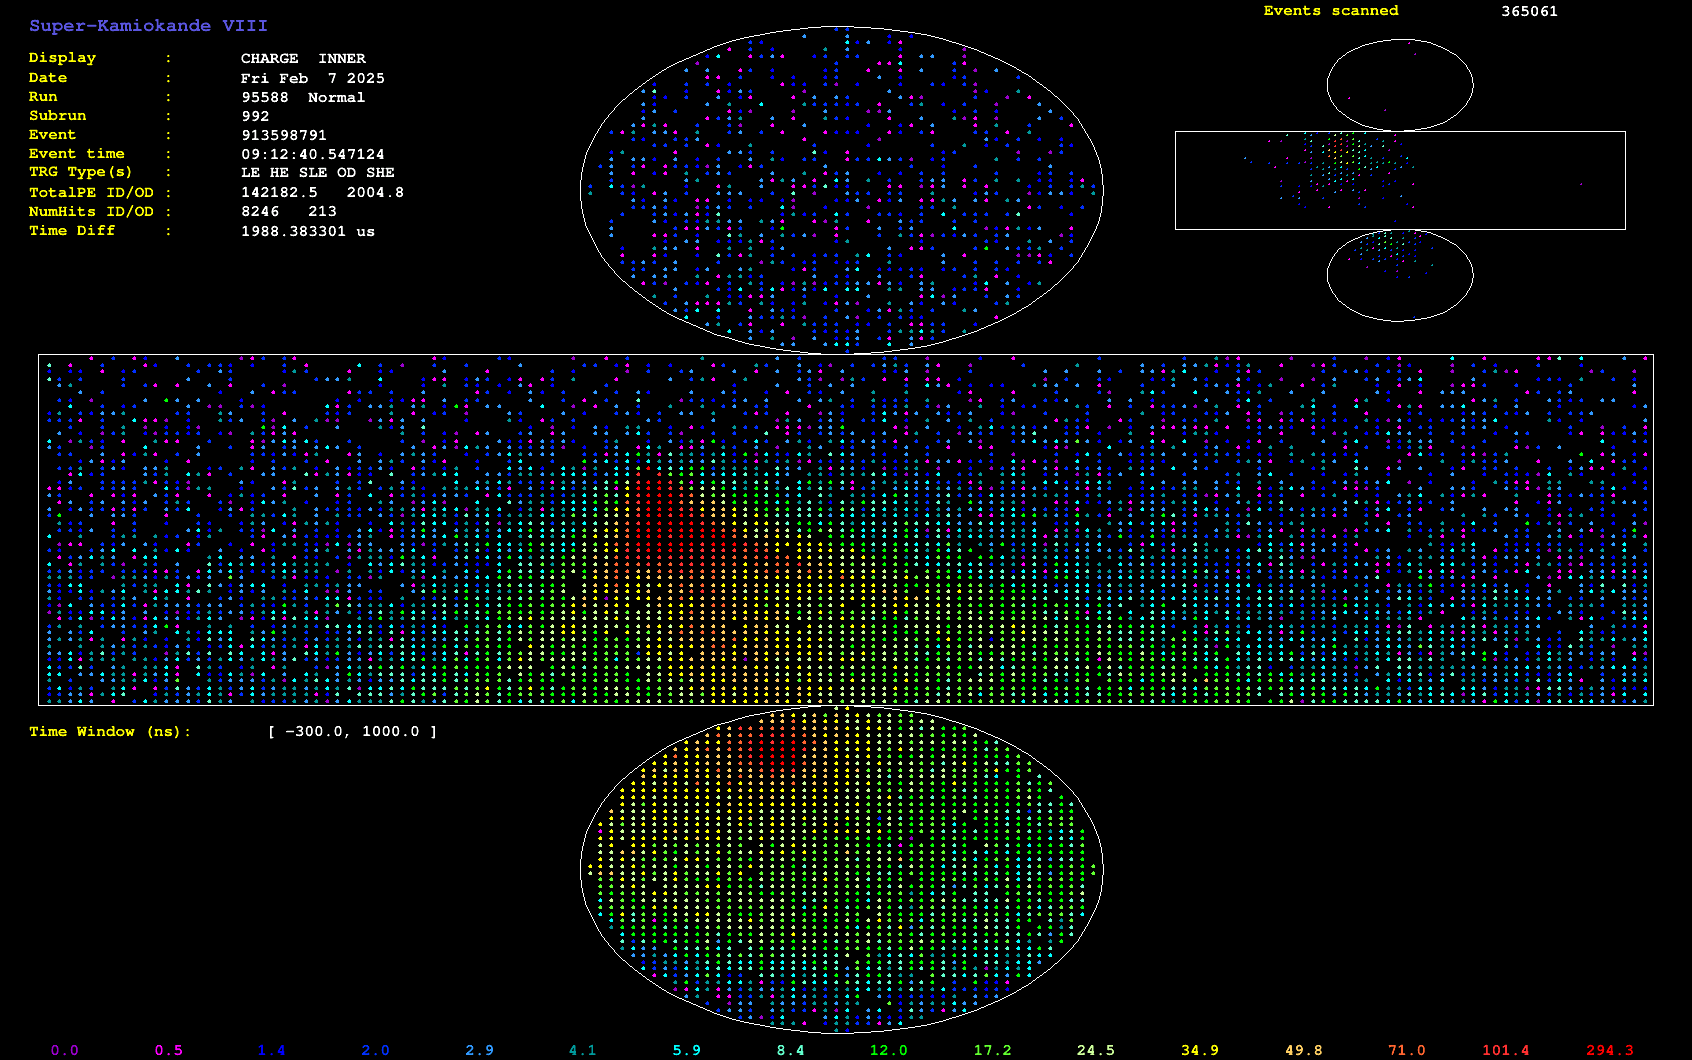 Super-Kamiokande VIII
Events scanned 365061
Display : CHARGE INNER
Date : Fri Feb 7 2025
Run : 95588 Normal
Subrun : 992
Event : 913598791
Event time : 09:12:40.547124
TRG Type(s) : LE HE SLE OD SHE
TotalPE ID/OD : 142182.5 2004.8
NumHits ID/OD : 8246 213
Time Diff : 1988.383301 us
Time Window (ns): [ -300.0, 1000.0 ]
0.0 0.5 1.4 2.0 2.9 4.1 5.9 8.4 12.0 17.2 24.5 34.9 49.8 71.0 101.4 294.3